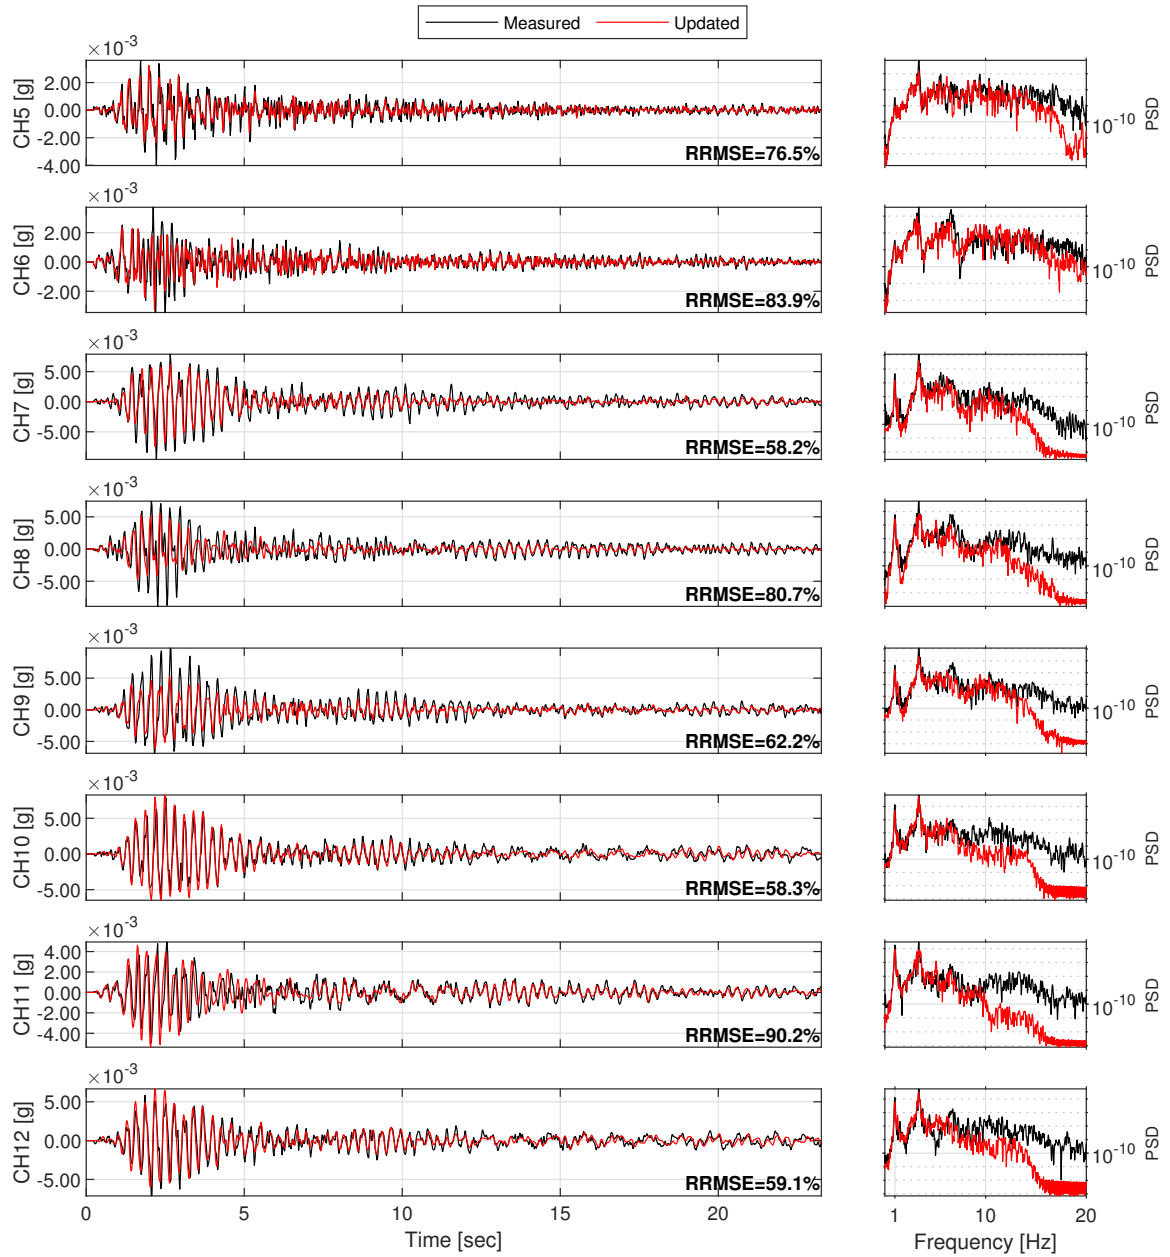 Measured Updated
×10⁻³
CH5 [g]
2.00
0.00
-2.00
-4.00
RRMSE=76.5%
10⁻¹⁰
PSD
×10⁻³
CH6 [g]
2.00
0.00
-2.00
RRMSE=83.9%
10⁻¹⁰
PSD
×10⁻³
CH7 [g]
5.00
0.00
-5.00
RRMSE=58.2%
10⁻¹⁰
PSD
×10⁻³
CH8 [g]
5.00
0.00
-5.00
RRMSE=80.7%
10⁻¹⁰
PSD
×10⁻³
CH9 [g]
5.00
0.00
-5.00
RRMSE=62.2%
10⁻¹⁰
PSD
×10⁻³
CH10 [g]
5.00
0.00
-5.00
RRMSE=58.3%
10⁻¹⁰
PSD
×10⁻³
CH11 [g]
4.00
2.00
0.00
-2.00
-4.00
RRMSE=90.2%
10⁻¹⁰
PSD
×10⁻³
CH12 [g]
5.00
0.00
-5.00
RRMSE=59.1%
10⁻¹⁰
PSD
0 5 10 15 20
Time [sec]
1 10 20
Frequency [Hz]